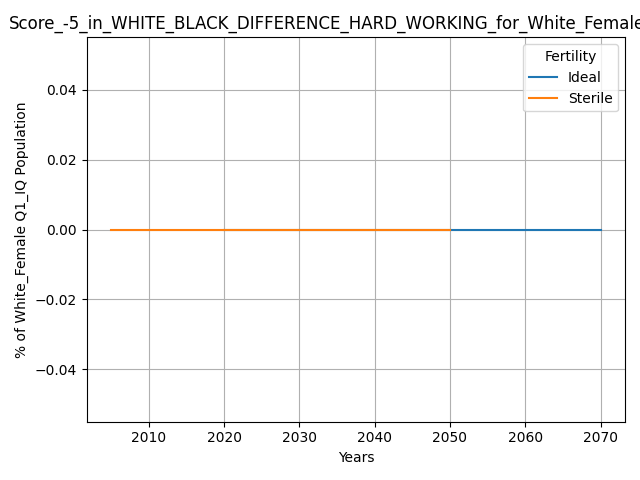 Score_-5_in_WHITE_BLACK_DIFFERENCE_HARD_WORKING_for_White_Female
Fertility
Ideal
Sterile
% of White_Female Q1_IQ Population
0.04
0.02
0.00
−0.02
−0.04
2010 2020 2030 2040 2050 2060 2070
Years